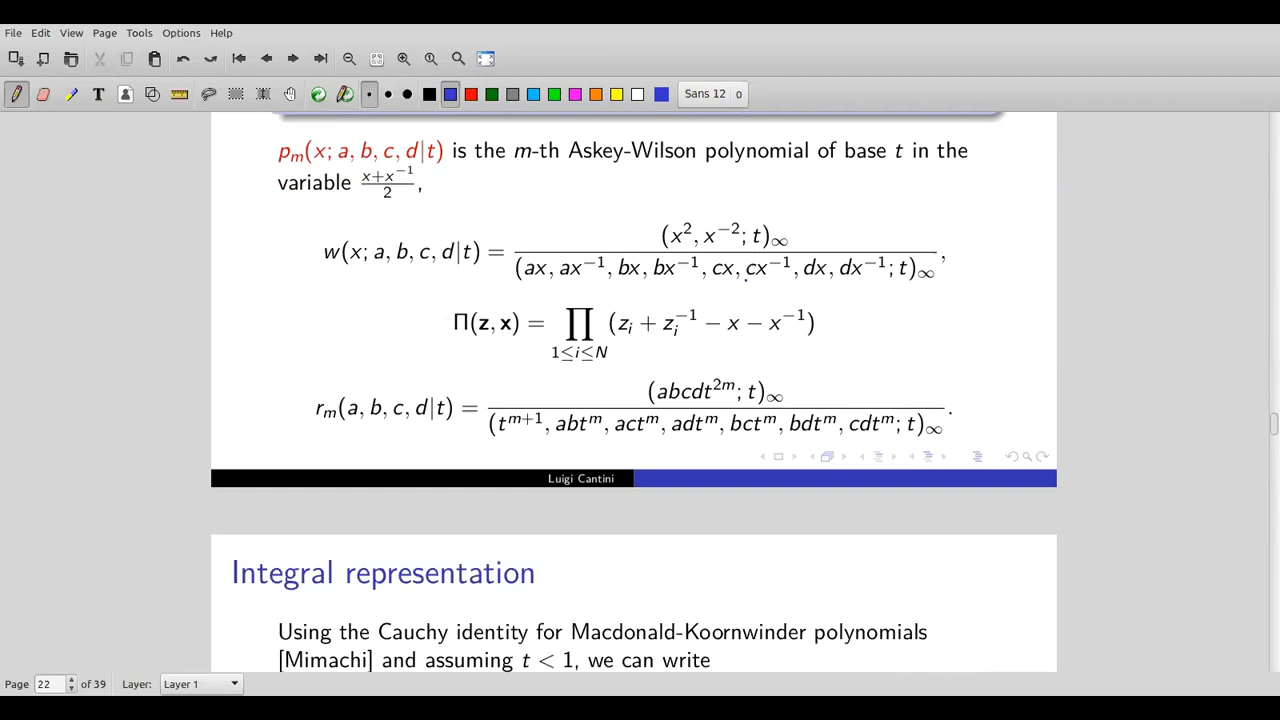 File Edit View Page Tools Options Help
Sans 12 0
p_m(x; a, b, c, d|t) is the m-th Askey-Wilson polynomial of base t in the
variable \frac{x+x^{-1}}{2},
w(x; a, b, c, d|t) = \frac{(x^2, x^{-2}; t)_∞}{(ax, ax^{-1}, bx, bx^{-1}, cx, cx^{-1}, dx, dx^{-1}; t)_∞},
Π(z, x) = ∏_{1≤i≤N} (z_i + z_i^{-1} − x − x^{-1})
r_m(a, b, c, d|t) = \frac{(abcdt^{2m}; t)_∞}{(t^{m+1}, abt^m, act^m, adt^m, bct^m, bdt^m, cdt^m; t)_∞}.
Luigi Cantini
Integral representation
Using the Cauchy identity for Macdonald-Koornwinder polynomials
[Mimachi] and assuming t < 1, we can write
Page 22 of 39 Layer: Layer 1